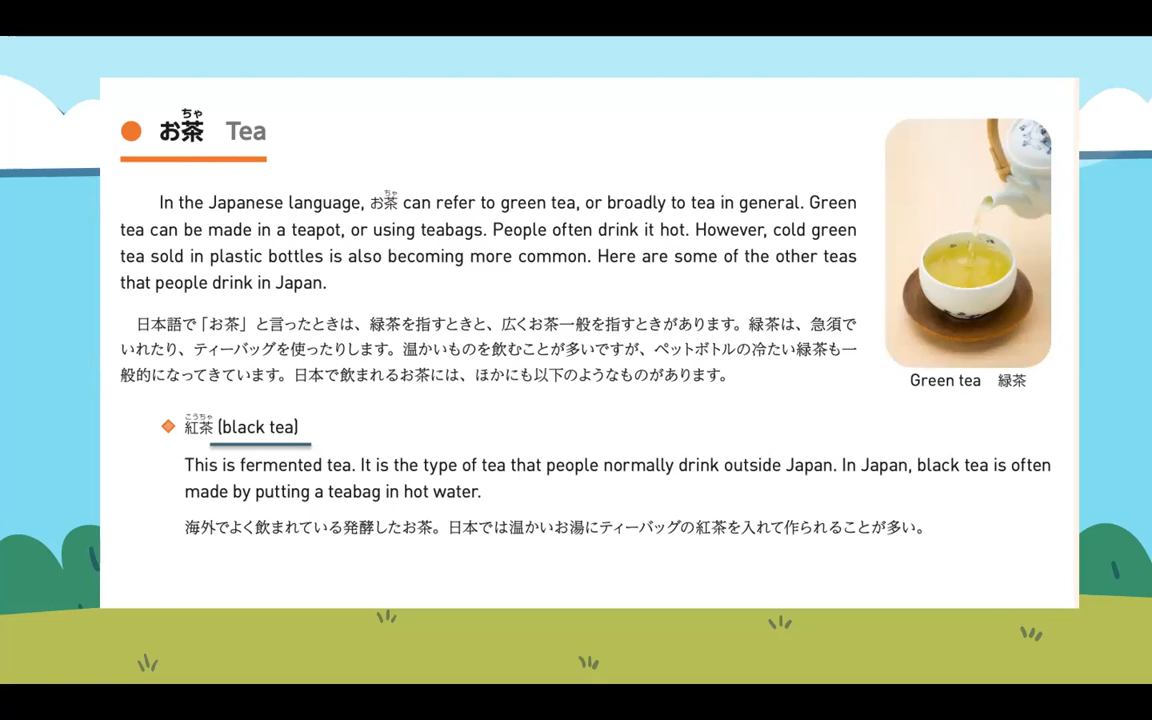 お茶 Tea
In the Japanese language, お茶 can refer to green tea, or broadly to tea in general. Green
tea can be made in a teapot, or using teabags. People often drink it hot. However, cold green
tea sold in plastic bottles is also becoming more common. Here are some of the other teas
that people drink in Japan.
日本語で「お茶」と言ったときは、緑茶を指すときと、広くお茶一般を指すときがあります。緑茶は、急須で
いれたり、ティーバッグを使ったりします。温かいものを飲むことが多いですが、ペットボトルの冷たい緑茶も一
般的になってきています。日本で飲まれるお茶には、ほかにも以下のようなものがあります。
Green tea 緑茶
紅茶 (black tea)
This is fermented tea. It is the type of tea that people normally drink outside Japan. In Japan, black tea is often
made by putting a teabag in hot water.
海外でよく飲まれている発酵したお茶。日本では温かいお湯にティーバッグの紅茶を入れて作られることが多い。